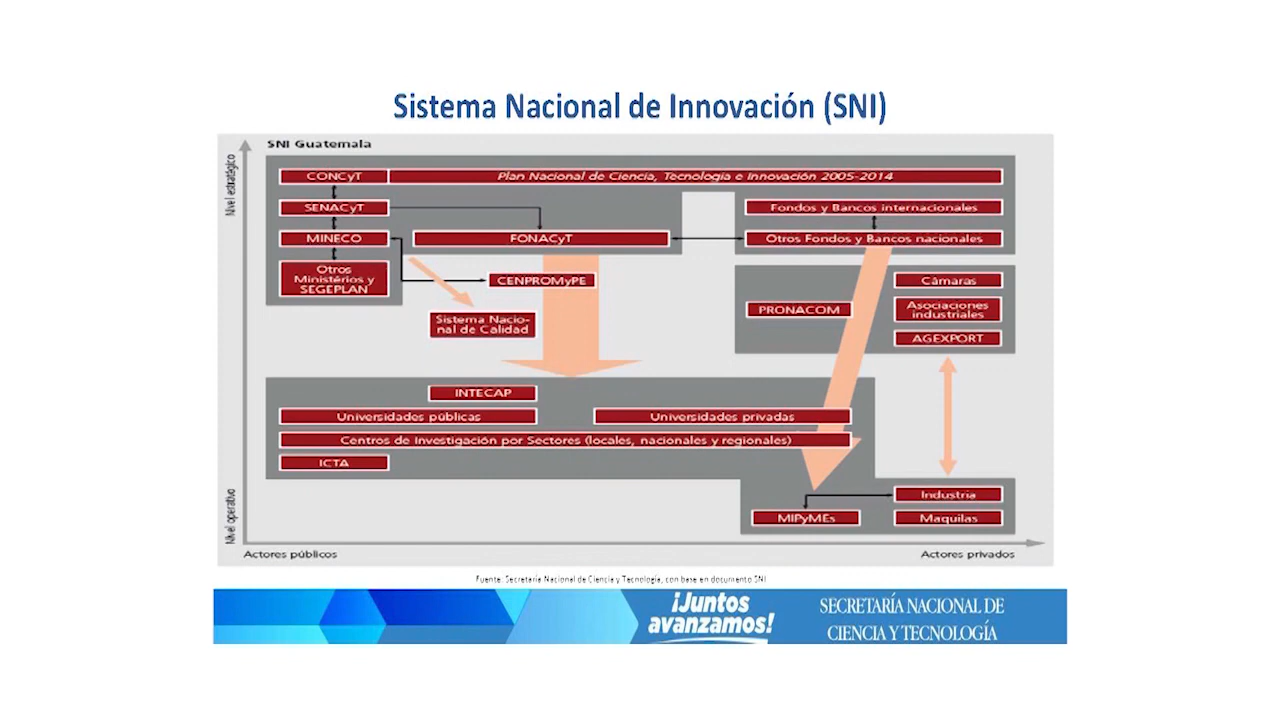 Sistema Nacional de Innovación (SNI)
SNI Guatemala
Nivel estratégico
CONCyT
Plan Nacional de Ciencia, Tecnología e Innovación 2005-2014
SENACyT
Fondos y Bancos internacionales
MINECO
FONACyT
Otros Fondos y Bancos nacionales
Otros
Ministérios y
SEGEPLAN
CENPROMyPE
Cámaras
Sistema Nacio-
nal de Calidad
PRONACOM
Asociaciones
industriales
AGEXPORT
INTECAP
Universidades públicas
Universidades privadas
Centros de Investigación por Sectores (locales, nacionales y regionales)
ICTA
Nivel operativo
Industria
MIPyMEs
Maquilas
Actores públicos
Actores privados
Fuente: Secretaría Nacional de Ciencia y Tecnología, con base en documento SNI
¡Juntos
avanzamos!
SECRETARÍA NACIONAL DE
CIENCIA Y TECNOLOGÍA